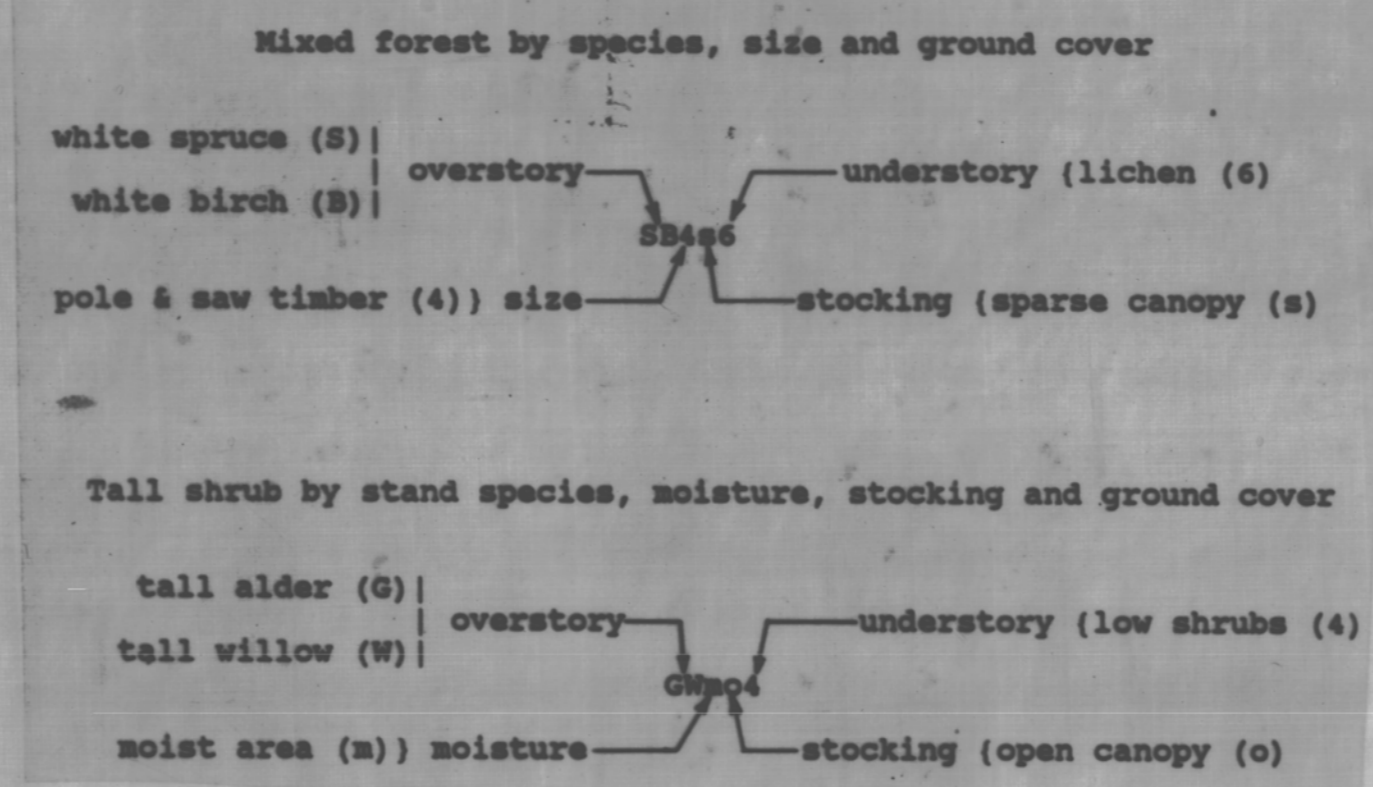 Mixed forest by species, size and ground cover
white spruce (S)|
| overstory understory {lichen (6)
white birch (B)|
SB4s6
pole & saw timber (4)} size stocking {sparse canopy (s)
Tall shrub by stand species, moisture, stocking and ground cover
tall alder (G)|
| overstory understory {low shrubs (4)
tall willow (W)|
GWmo4
moist area (m)} moisture stocking {open canopy (o)